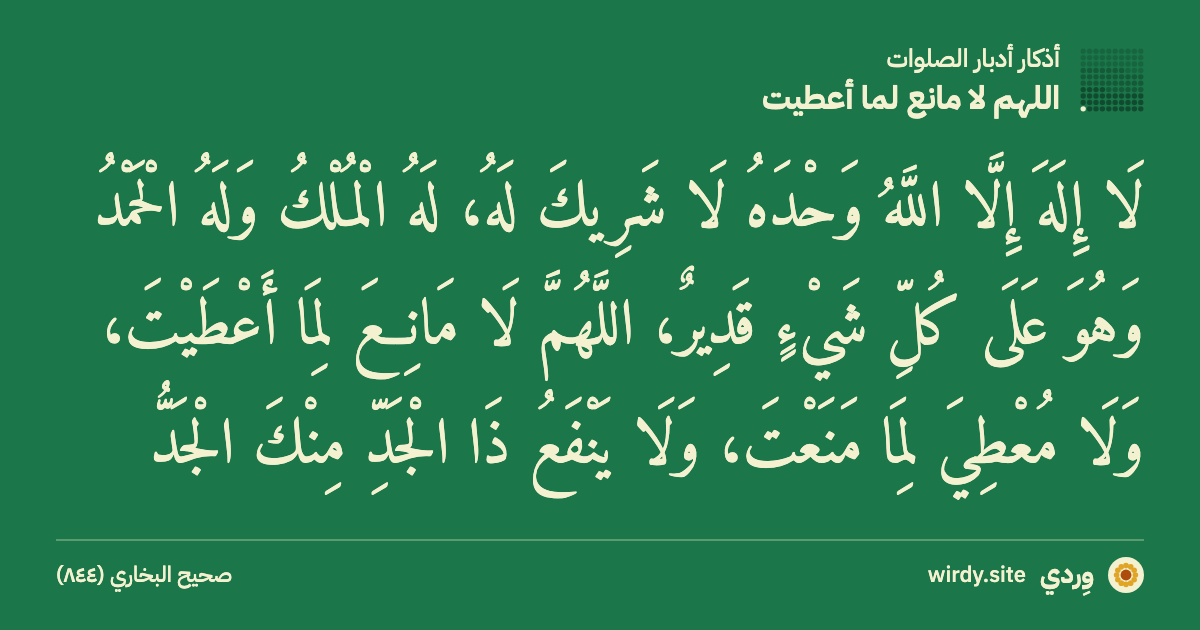 أذكار أدبار الصلوات
اللهم لا مانع لما أعطيت
لَا إِلَهَ إِلَّا اللَّهُ وَحْدَهُ لَا شَرِيكَ لَهُ، لَهُ الْمُلْكُ وَلَهُ الْحَمْدُ
وَهُوَ عَلَى كُلِّ شَيْءٍ قَدِيرٌ، اللَّهُمَّ لَا مَانِعَ لِمَا أَعْطَيْتَ،
وَلَا مُعْطِيَ لِمَا مَنَعْتَ، وَلَا يَنْفَعُ ذَا الْجَدِّ مِنْكَ الْجَدُّ
وِردي wirdy.site
صحيح البخاري (٨٤٤)